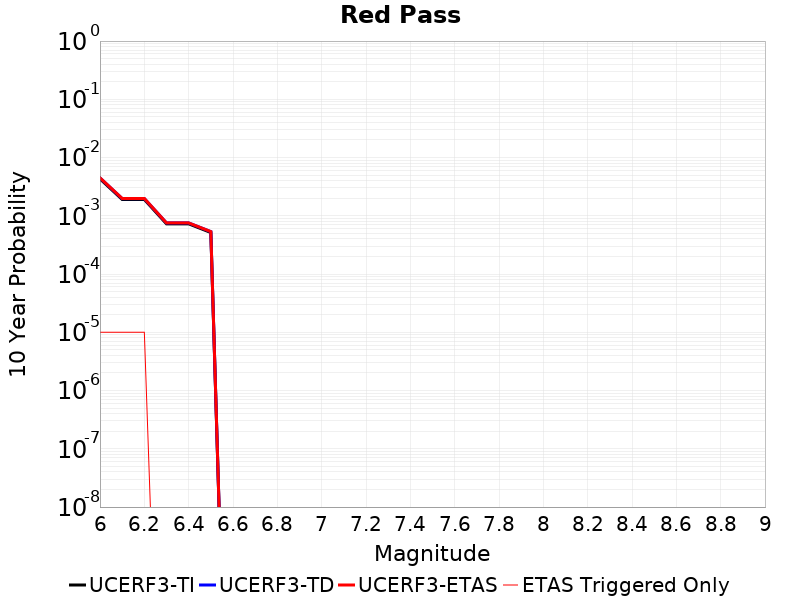 Red Pass
10 Year Probability
10^0
10^-1
10^-2
10^-3
10^-4
10^-5
10^-6
10^-7
10^-8
6 6.2 6.4 6.6 6.8 7 7.2 7.4 7.6 7.8 8 8.2 8.4 8.6 8.8 9
Magnitude
UCERF3-TI UCERF3-TD UCERF3-ETAS ETAS Triggered Only